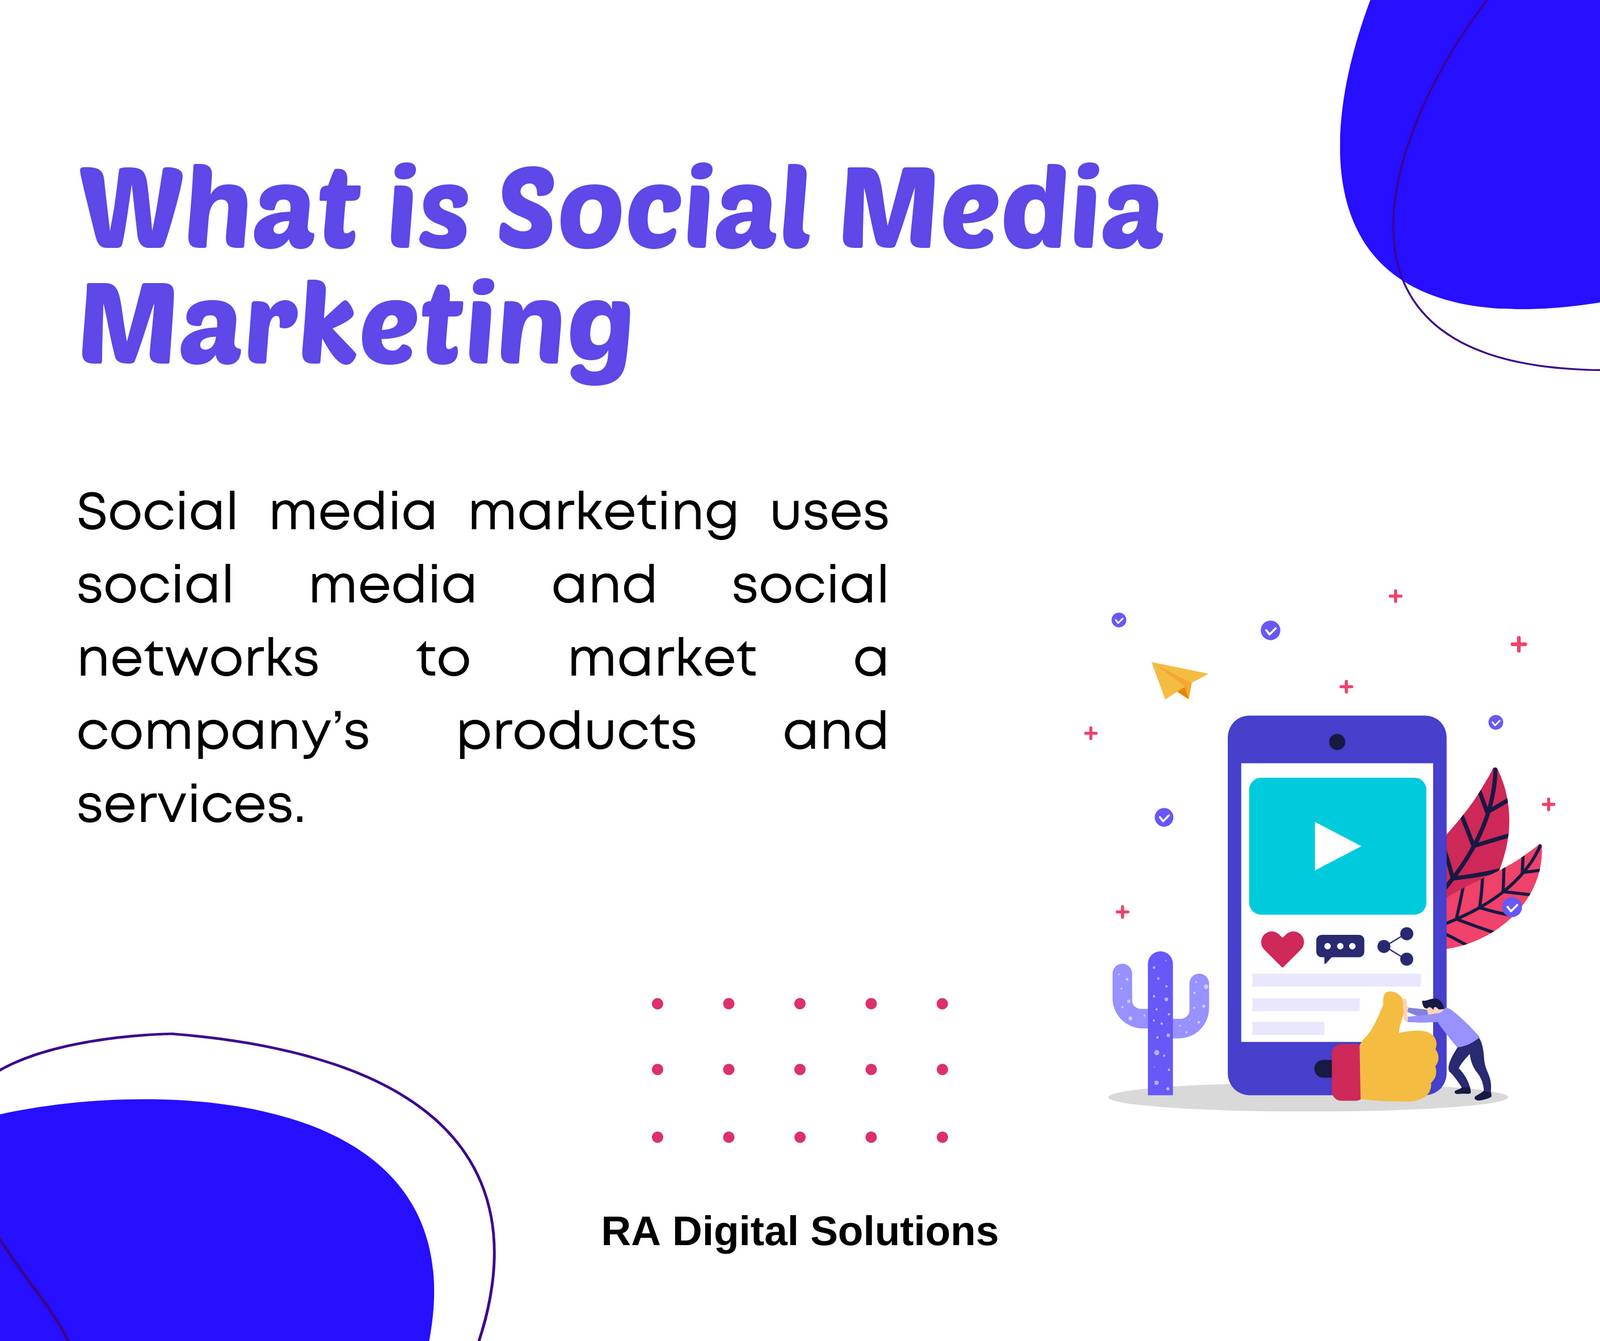 What is Social Media
Marketing
Social media marketing uses
social media and social
networks to market a
company’s products and
services.
RA Digital Solutions